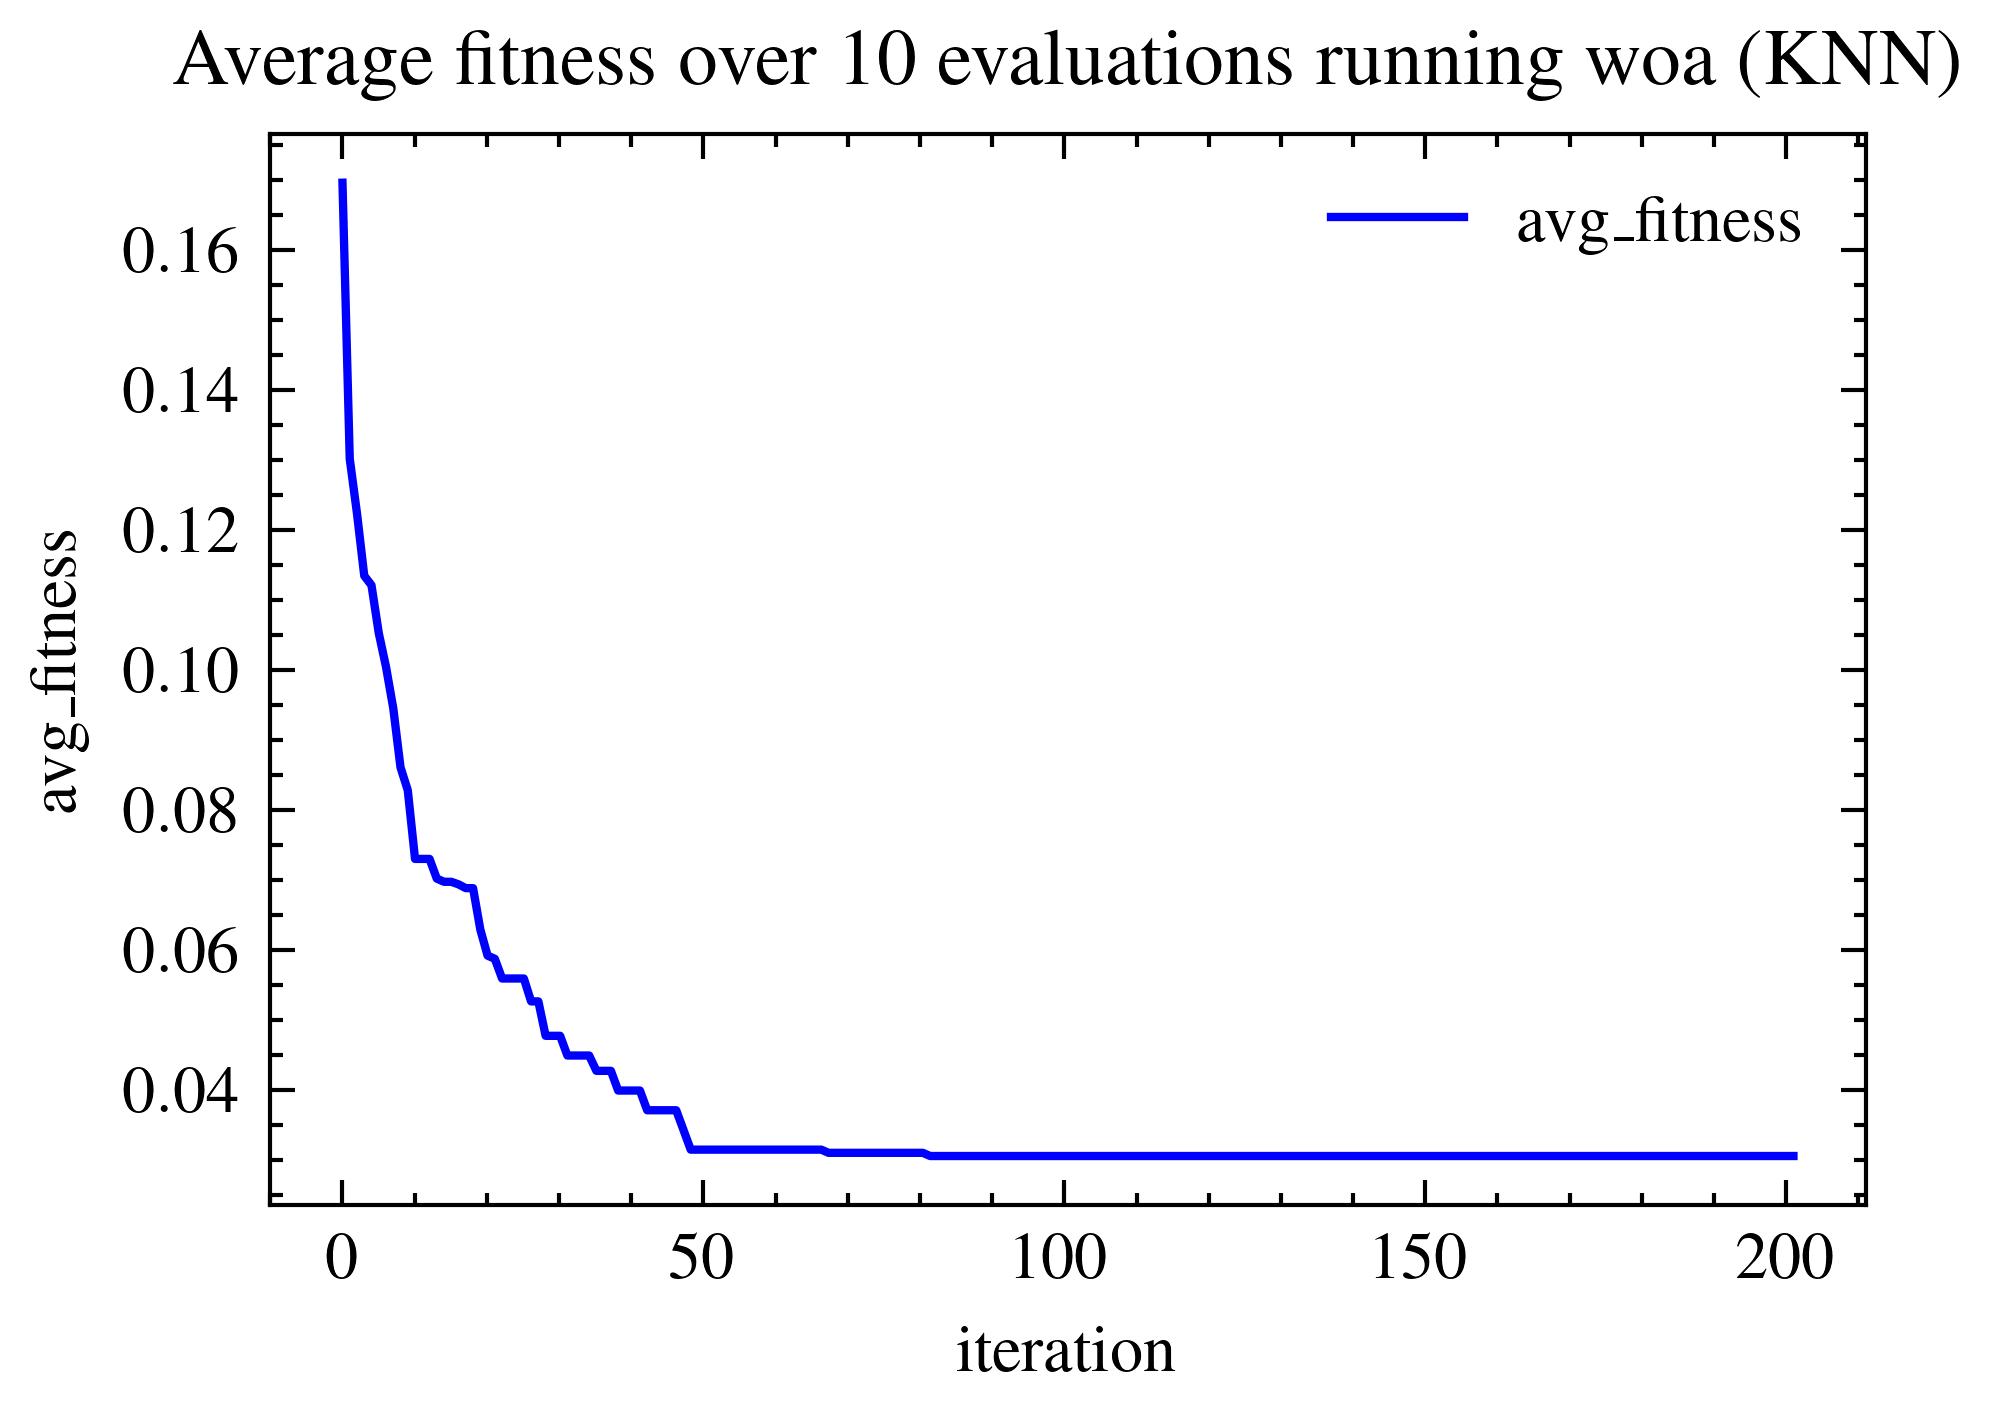 Average fitness over 10 evaluations running woa (KNN)
avg_fitness
0.16
0.14
0.12
0.10
0.08
0.06
0.04
avg_fitness
0 50 100 150 200
iteration